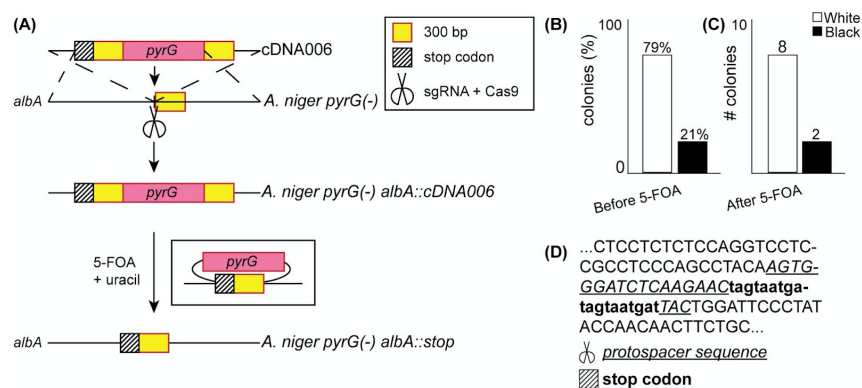 (A)
pyrG
cDNA006
albA
A. niger pyrG(-)
pyrG
A. niger pyrG(-) albA::cDNA006
5-FOA
+ uracil
pyrG
albA
A. niger pyrG(-) albA::stop
300 bp
stop codon
sgRNA + Cas9
(B)
100
colonies (%)
0
79%
21%
Before 5-FOA
(C)
10
# colonies
8
2
After 5-FOA
White
Black
(D)
...CTCCTCTCTCCAGGTCCTC-
CGCCTCCCAGCCTACAAGTG-
GGATCTCAAGAACtagtaatga-
tagtaatgatTACTGGATTCCCTAT
ACCAACAACTTCTGC...
protospacer sequence
stop codon